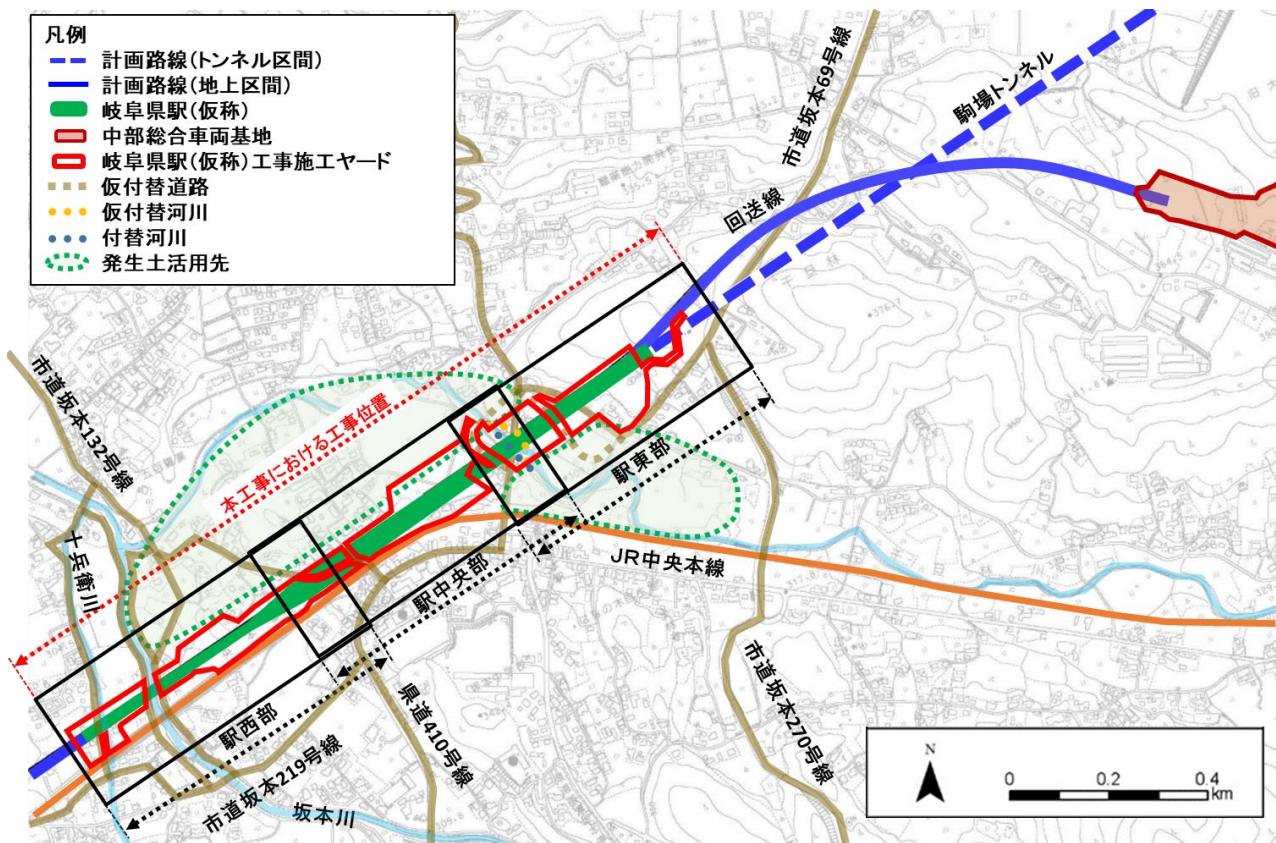 凡例
計画路線(トンネル区間)
計画路線(地上区間)
岐阜県駅(仮称)
中部総合車両基地
岐阜県駅(仮称)工事施工ヤード
仮付替道路
仮付替河川
付替河川
発生土活用先
市道坂本69号線
駒場トンネル
回送線
市道坂本132号線
本工事における工事位置
十兵衛川
駅東部
駅中央部
JR中央本線
駅西部
市道坂本219号線
県道410号線
市道坂本270号線
坂本川
N
0 0.2 0.4
km